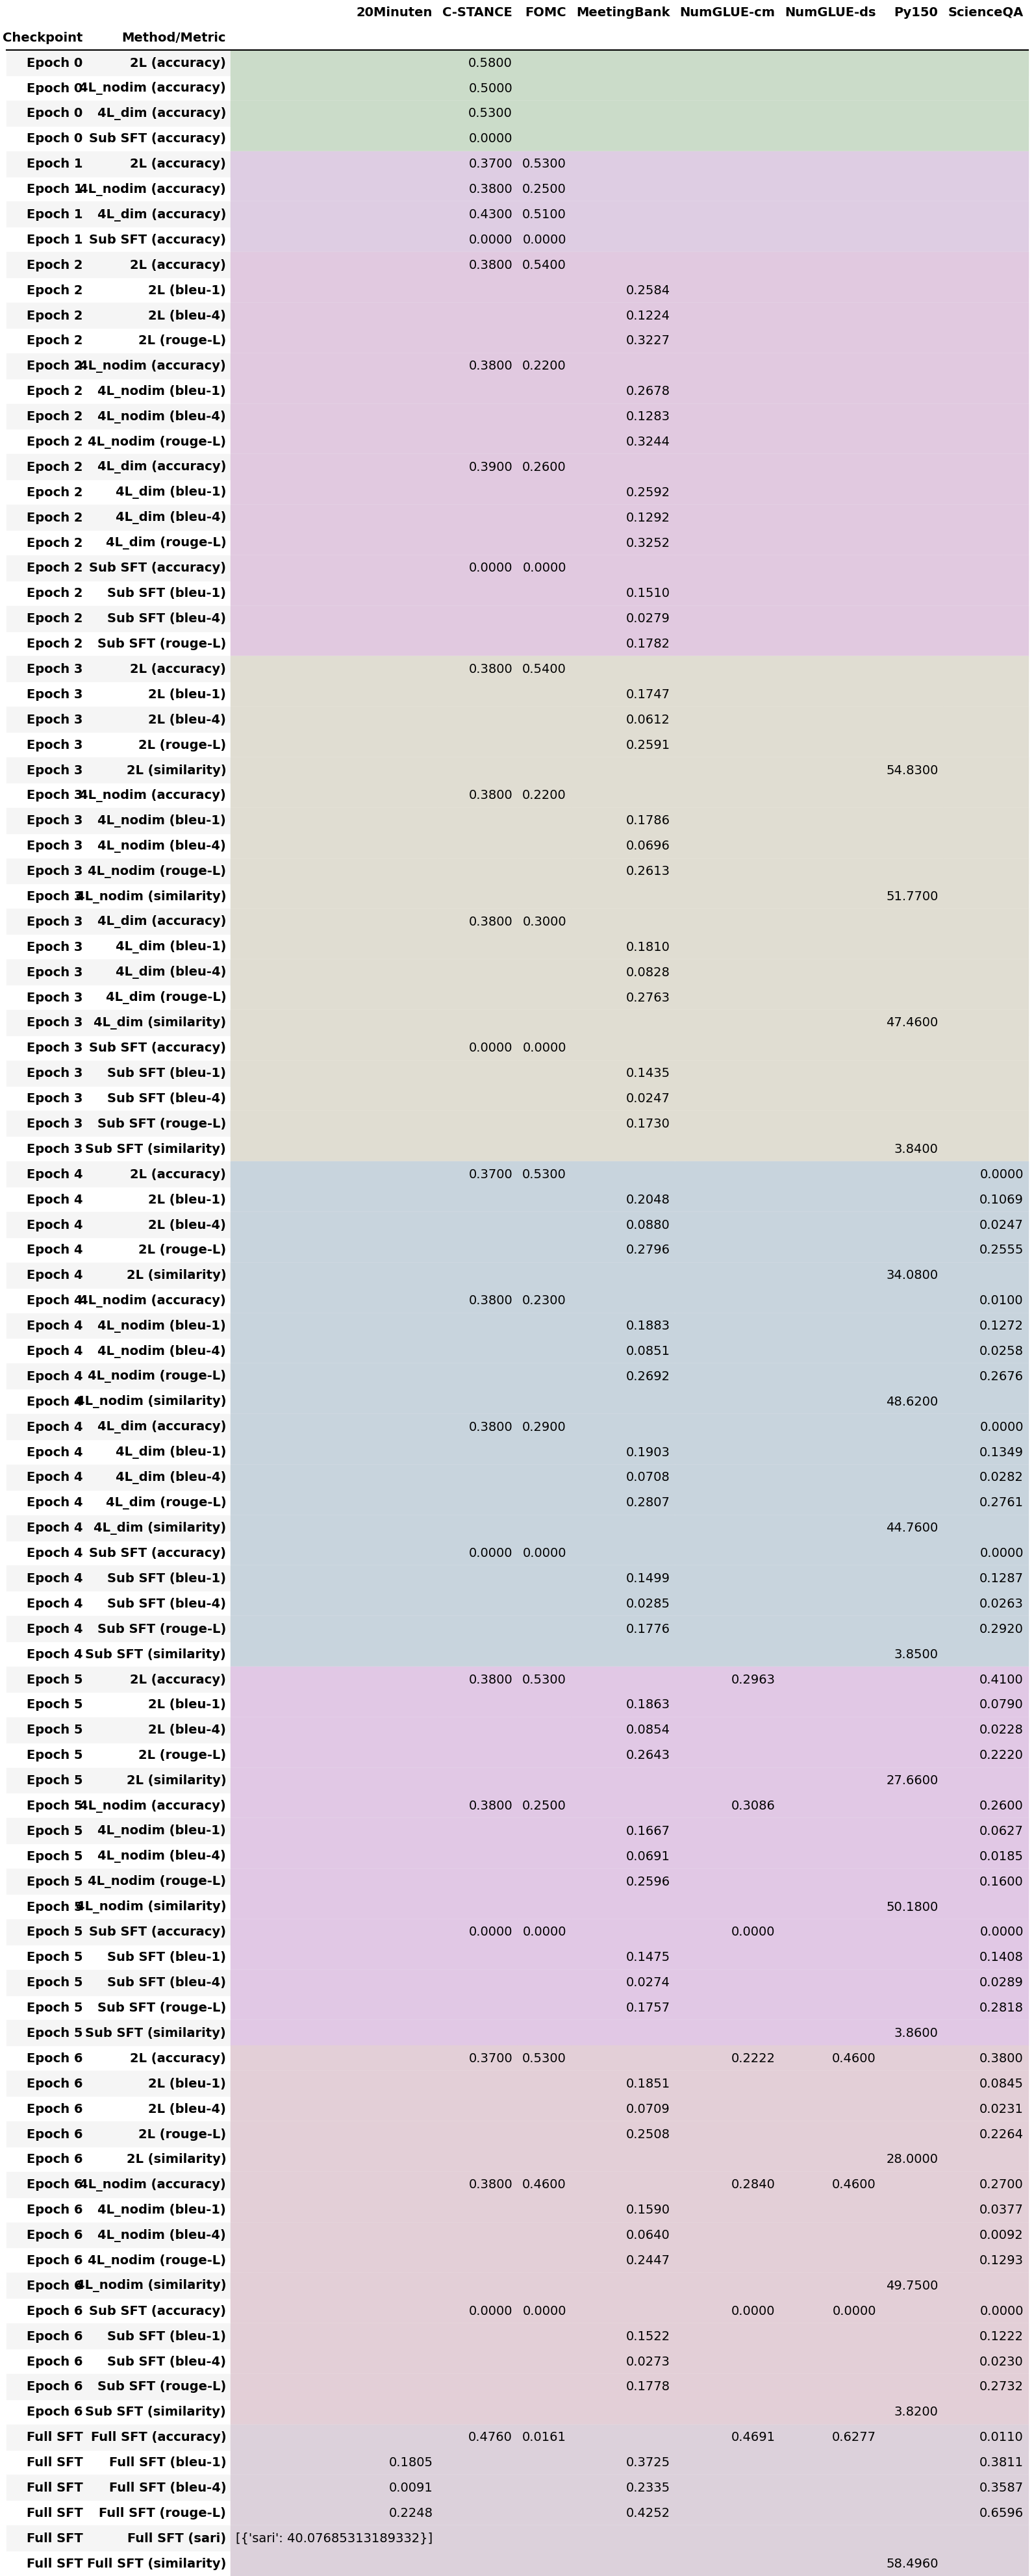 20Minuten C-STANCE FOMC MeetingBank NumGLUE-cm NumGLUE-ds Py150 ScienceQA
Checkpoint Method/Metric
Epoch 0 2L (accuracy) 0.5800
Epoch 0 4L_nodim (accuracy) 0.5000
Epoch 0 4L_dim (accuracy) 0.5300
Epoch 0 Sub SFT (accuracy) 0.0000
Epoch 1 2L (accuracy) 0.3700 0.5300
Epoch 1 4L_nodim (accuracy) 0.3800 0.2500
Epoch 1 4L_dim (accuracy) 0.4300 0.5100
Epoch 1 Sub SFT (accuracy) 0.0000 0.0000
Epoch 2 2L (accuracy) 0.3800 0.5400
Epoch 2 2L (bleu-1) 0.2584
Epoch 2 2L (bleu-4) 0.1224
Epoch 2 2L (rouge-L) 0.3227
Epoch 2 4L_nodim (accuracy) 0.3800 0.2200
Epoch 2 4L_nodim (bleu-1) 0.2678
Epoch 2 4L_nodim (bleu-4) 0.1283
Epoch 2 4L_nodim (rouge-L) 0.3244
Epoch 2 4L_dim (accuracy) 0.3900 0.2600
Epoch 2 4L_dim (bleu-1) 0.2592
Epoch 2 4L_dim (bleu-4) 0.1292
Epoch 2 4L_dim (rouge-L) 0.3252
Epoch 2 Sub SFT (accuracy) 0.0000 0.0000
Epoch 2 Sub SFT (bleu-1) 0.1510
Epoch 2 Sub SFT (bleu-4) 0.0279
Epoch 2 Sub SFT (rouge-L) 0.1782
Epoch 3 2L (accuracy) 0.3800 0.5400
Epoch 3 2L (bleu-1) 0.1747
Epoch 3 2L (bleu-4) 0.0612
Epoch 3 2L (rouge-L) 0.2591
Epoch 3 2L (similarity) 54.8300
Epoch 3 4L_nodim (accuracy) 0.3800 0.2200
Epoch 3 4L_nodim (bleu-1) 0.1786
Epoch 3 4L_nodim (bleu-4) 0.0696
Epoch 3 4L_nodim (rouge-L) 0.2613
Epoch 3 4L_nodim (similarity) 51.7700
Epoch 3 4L_dim (accuracy) 0.3800 0.3000
Epoch 3 4L_dim (bleu-1) 0.1810
Epoch 3 4L_dim (bleu-4) 0.0828
Epoch 3 4L_dim (rouge-L) 0.2763
Epoch 3 4L_dim (similarity) 47.4600
Epoch 3 Sub SFT (accuracy) 0.0000 0.0000
Epoch 3 Sub SFT (bleu-1) 0.1435
Epoch 3 Sub SFT (bleu-4) 0.0247
Epoch 3 Sub SFT (rouge-L) 0.1730
Epoch 3 Sub SFT (similarity) 3.8400
Epoch 4 2L (accuracy) 0.3700 0.5300 0.0000
Epoch 4 2L (bleu-1) 0.2048 0.1069
Epoch 4 2L (bleu-4) 0.0880 0.0247
Epoch 4 2L (rouge-L) 0.2796 0.2555
Epoch 4 2L (similarity) 34.0800
Epoch 4 4L_nodim (accuracy) 0.3800 0.2300 0.0100
Epoch 4 4L_nodim (bleu-1) 0.1883 0.1272
Epoch 4 4L_nodim (bleu-4) 0.0851 0.0258
Epoch 4 4L_nodim (rouge-L) 0.2692 0.2676
Epoch 4 4L_nodim (similarity) 48.6200
Epoch 4 4L_dim (accuracy) 0.3800 0.2900 0.0000
Epoch 4 4L_dim (bleu-1) 0.1903 0.1349
Epoch 4 4L_dim (bleu-4) 0.0708 0.0282
Epoch 4 4L_dim (rouge-L) 0.2807 0.2761
Epoch 4 4L_dim (similarity) 44.7600
Epoch 4 Sub SFT (accuracy) 0.0000 0.0000 0.0000
Epoch 4 Sub SFT (bleu-1) 0.1499 0.1287
Epoch 4 Sub SFT (bleu-4) 0.0285 0.0263
Epoch 4 Sub SFT (rouge-L) 0.1776 0.2920
Epoch 4 Sub SFT (similarity) 3.8500
Epoch 5 2L (accuracy) 0.3800 0.5300 0.2963 0.4100
Epoch 5 2L (bleu-1) 0.1863 0.0790
Epoch 5 2L (bleu-4) 0.0854 0.0228
Epoch 5 2L (rouge-L) 0.2643 0.2220
Epoch 5 2L (similarity) 27.6600
Epoch 5 4L_nodim (accuracy) 0.3800 0.2500 0.3086 0.2600
Epoch 5 4L_nodim (bleu-1) 0.1667 0.0627
Epoch 5 4L_nodim (bleu-4) 0.0691 0.0185
Epoch 5 4L_nodim (rouge-L) 0.2596 0.1600
Epoch 5 4L_nodim (similarity) 50.1800
Epoch 5 Sub SFT (accuracy) 0.0000 0.0000 0.0000 0.0000
Epoch 5 Sub SFT (bleu-1) 0.1475 0.1408
Epoch 5 Sub SFT (bleu-4) 0.0274 0.0289
Epoch 5 Sub SFT (rouge-L) 0.1757 0.2818
Epoch 5 Sub SFT (similarity) 3.8600
Epoch 6 2L (accuracy) 0.3700 0.5300 0.2222 0.4600 0.3800
Epoch 6 2L (bleu-1) 0.1851 0.0845
Epoch 6 2L (bleu-4) 0.0709 0.0231
Epoch 6 2L (rouge-L) 0.2508 0.2264
Epoch 6 2L (similarity) 28.0000
Epoch 6 4L_nodim (accuracy) 0.3800 0.4600 0.2840 0.4600 0.2700
Epoch 6 4L_nodim (bleu-1) 0.1590 0.0377
Epoch 6 4L_nodim (bleu-4) 0.0640 0.0092
Epoch 6 4L_nodim (rouge-L) 0.2447 0.1293
Epoch 6 4L_nodim (similarity) 49.7500
Epoch 6 Sub SFT (accuracy) 0.0000 0.0000 0.0000 0.0000 0.0000
Epoch 6 Sub SFT (bleu-1) 0.1522 0.1222
Epoch 6 Sub SFT (bleu-4) 0.0273 0.0230
Epoch 6 Sub SFT (rouge-L) 0.1778 0.2732
Epoch 6 Sub SFT (similarity) 3.8200
Full SFT Full SFT (accuracy) 0.4760 0.0161 0.4691 0.6277 0.0110
Full SFT Full SFT (bleu-1) 0.1805 0.3725 0.3811
Full SFT Full SFT (bleu-4) 0.0091 0.2335 0.3587
Full SFT Full SFT (rouge-L) 0.2248 0.4252 0.6596
Full SFT Full SFT (sari) [{'sari': 40.07685313189332}]
Full SFT Full SFT (similarity) 58.4960